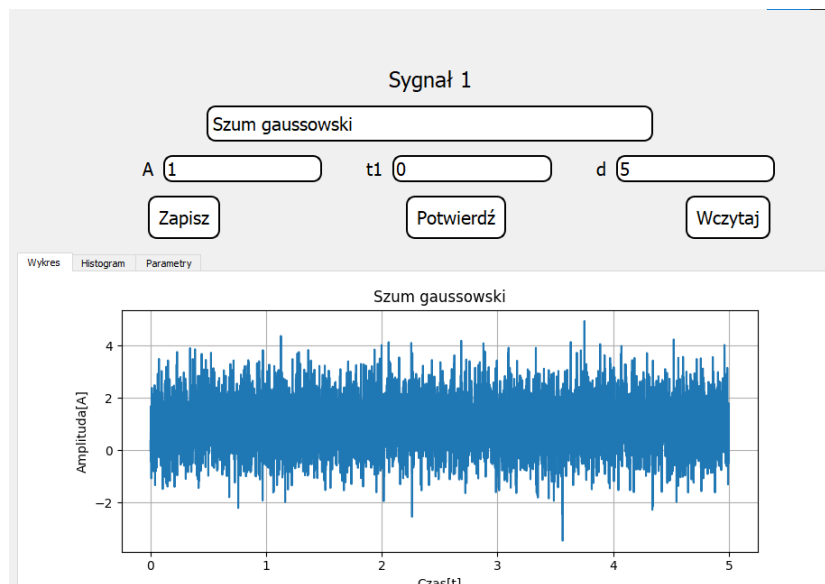 Sygnał 1
Szum gaussowski
A 1 t1 0 d 5
Zapisz Potwierdź Wczytaj
Wykres Histogram Parametry
Szum gaussowski
4
2
0
−2
Amplituda[A]
0 1 2 3 4 5
Czas[t]